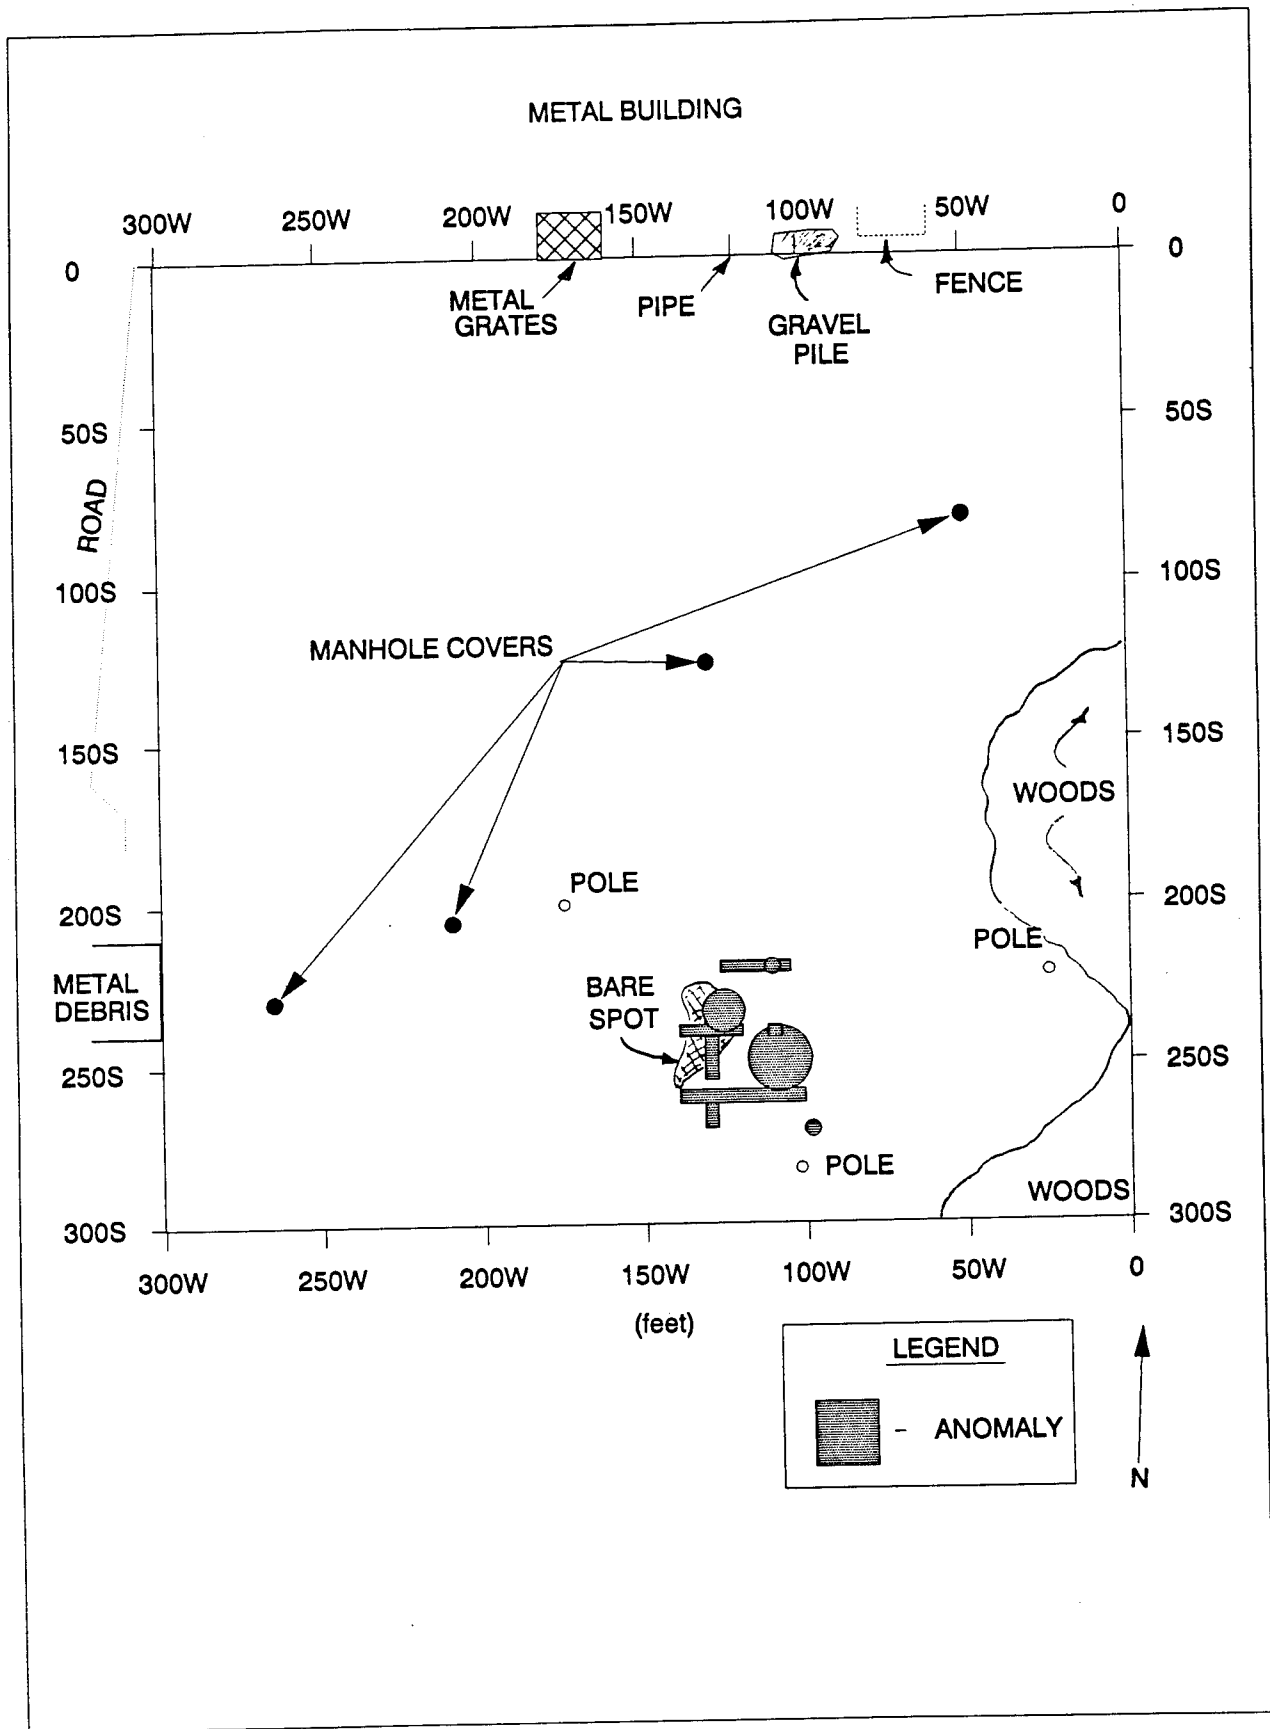 METAL BUILDING
300W 250W 200W 150W 100W 50W 0
0 0
METAL
GRATES
PIPE
GRAVEL
PILE
FENCE
50S 50S
ROAD
100S 100S
MANHOLE COVERS
150S 150S
WOODS
POLE
200S 200S
POLE
METAL
DEBRIS
BARE
SPOT
250S 250S
POLE
WOODS
300S 300S
300W 250W 200W 150W 100W 50W 0
(feet)
LEGEND
- ANOMALY
N